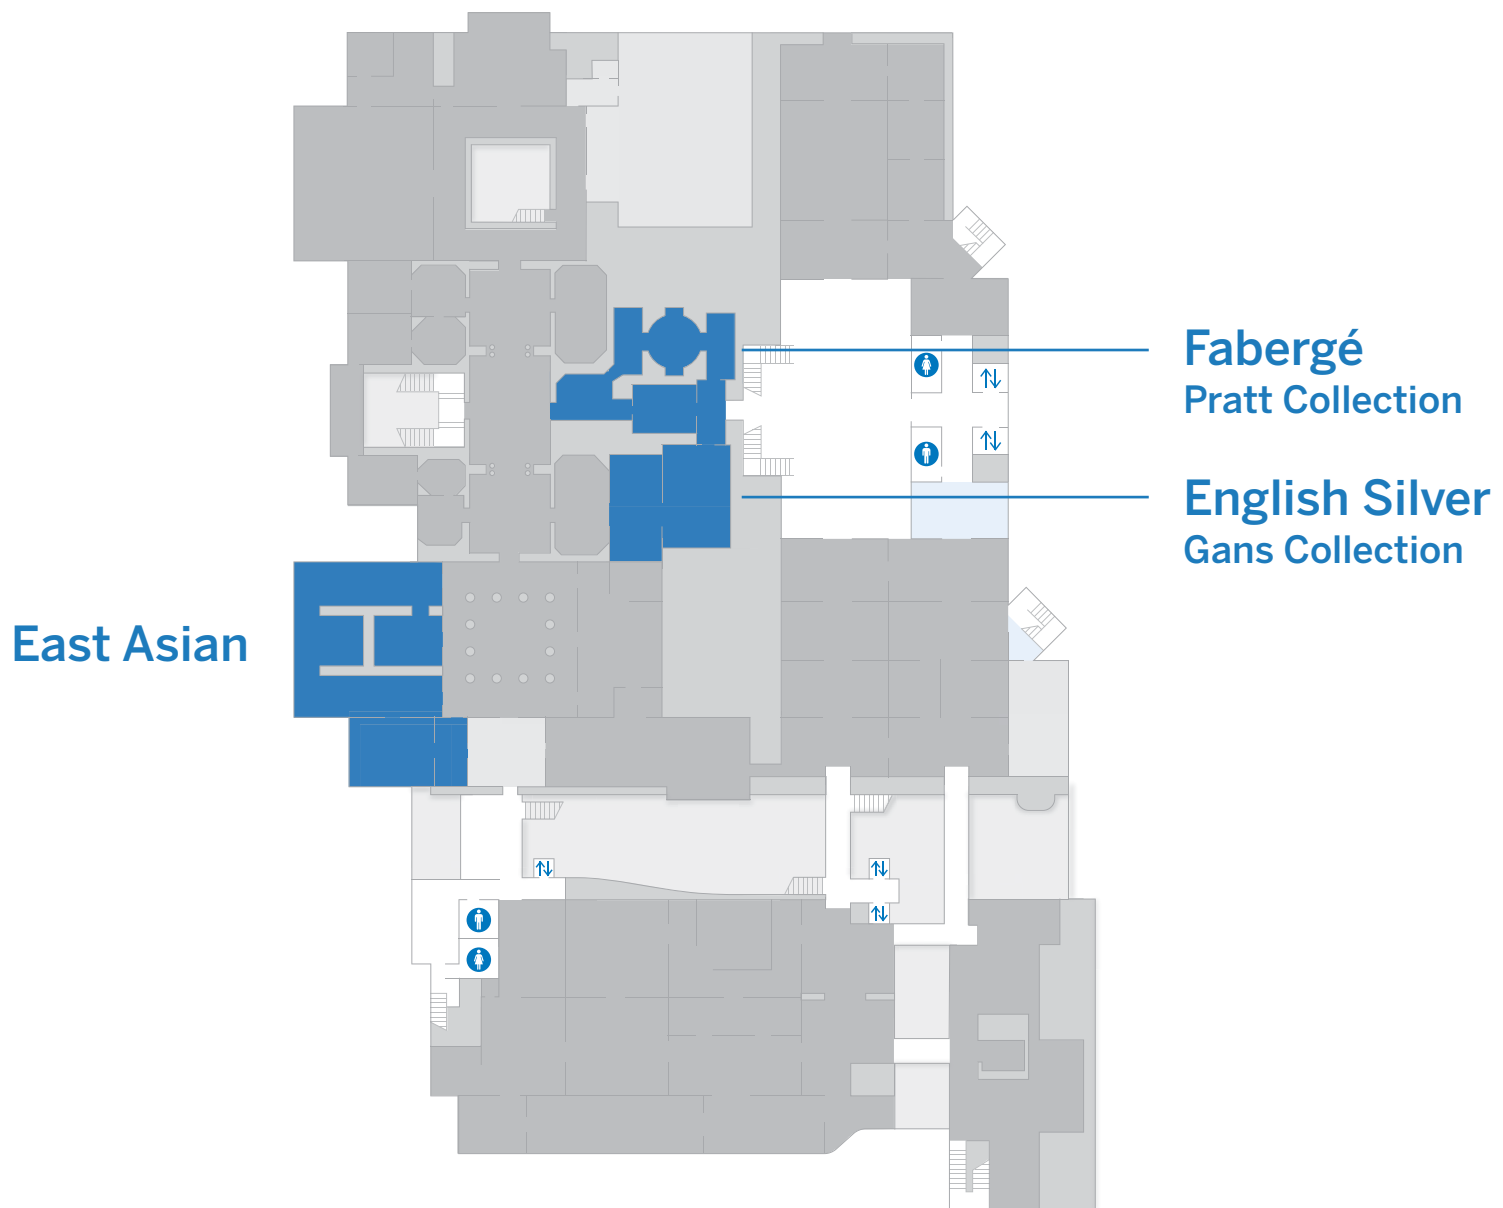 Fabergé
Pratt Collection
English Silver
Gans Collection
East Asian